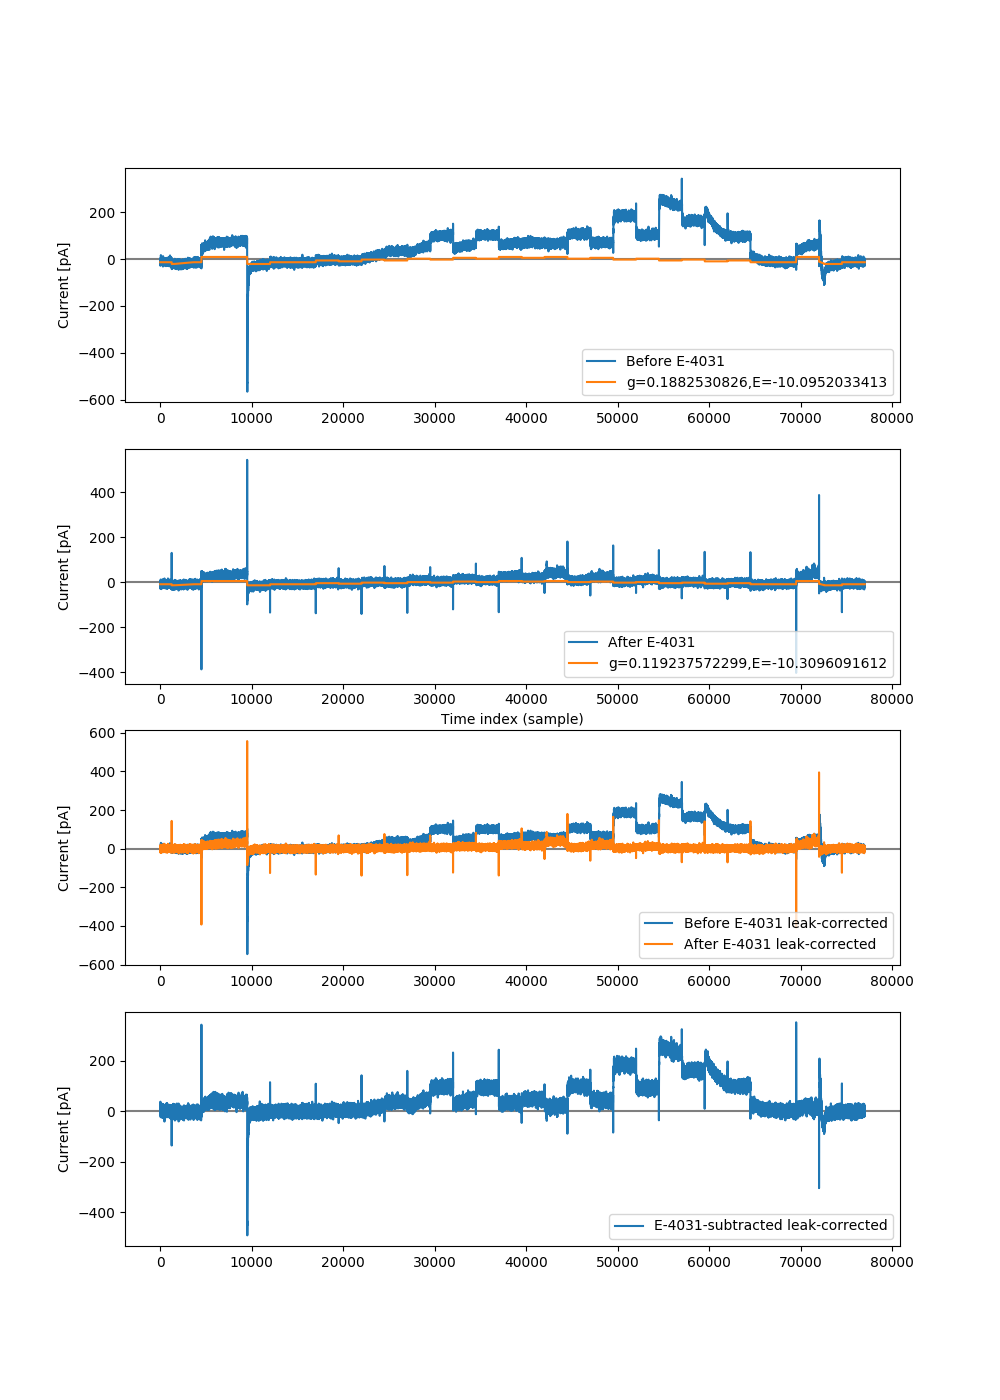 200
0
−200
−400
−600
Current [pA]
Before E-4031
g=0.1882530826,E=-10.0952033413
0 10000 20000 30000 40000 50000 60000 70000 80000
400
200
0
−200
−400
Current [pA]
After E-4031
g=0.119237572299,E=-10.3096091612
0 10000 20000 30000 40000 50000 60000 70000 80000
Time index (sample)
600
400
200
0
−200
−400
−600
Current [pA]
Before E-4031 leak-corrected
After E-4031 leak-corrected
0 10000 20000 30000 40000 50000 60000 70000 80000
200
0
−200
−400
Current [pA]
E-4031-subtracted leak-corrected
0 10000 20000 30000 40000 50000 60000 70000 80000